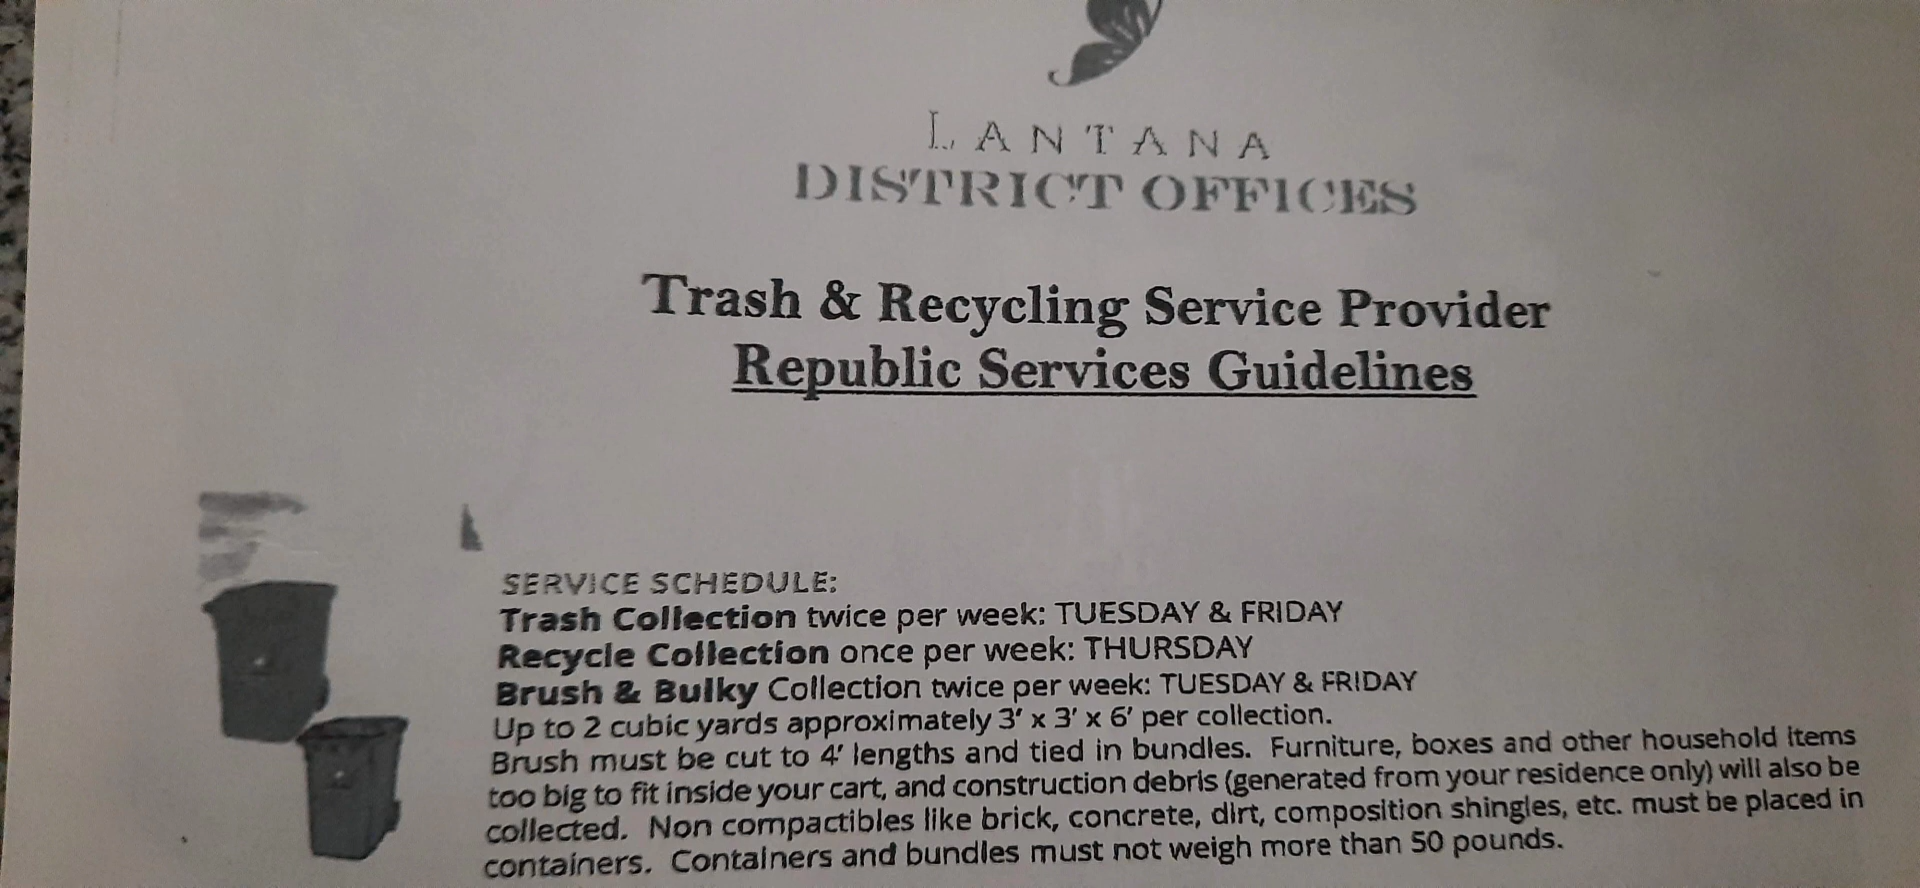 LANTANA
DISTRICT OFFICES
Trash & Recycling Service Provider
Republic Services Guidelines
SERVICE SCHEDULE:
Trash Collection twice per week: TUESDAY & FRIDAY
Recycle Collection once per week: THURSDAY
Brush & Bulky Collection twice per week: TUESDAY & FRIDAY
Up to 2 cubic yards approximately 3' x 3' x 6' per collection.
Brush must be cut to 4' lengths and tied in bundles. Furniture, boxes and other household items
too big to fit inside your cart, and construction debris (generated from your residence only) will also be
collected. Non compactibles like brick, concrete, dirt, composition shingles, etc. must be placed in
containers. Containers and bundles must not weigh more than 50 pounds.